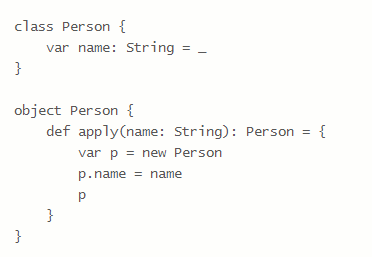 class Person {
    var name: String = _
}

object Person {
    def apply(name: String): Person = {
        var p = new Person
        p.name = name
        p
    }
}